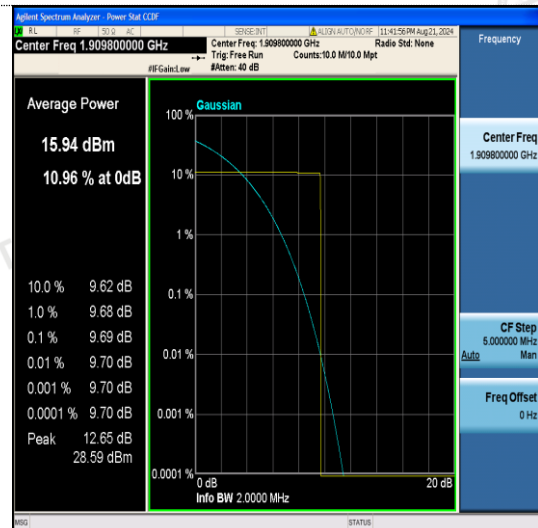 Agilent Spectrum Analyzer - Power Stat CCDF
RL RF 50 Ω AC SENSE:INT ALIGN AUTO/NO RF 11:41:56 PM Aug 21, 2024
Center Freq 1.909800000 GHz
Center Freq: 1.909800000 GHz Radio Std: None
Trig: Free Run Counts:10.0 M/10.0 Mpt
#IFGain:Low #Atten: 40 dB
Frequency
Average Power
15.94 dBm
10.96 % at 0dB
10.0 % 9.62 dB
1.0 % 9.68 dB
0.1 % 9.69 dB
0.01 % 9.70 dB
0.001 % 9.70 dB
0.0001 % 9.70 dB
Peak 12.65 dB
28.59 dBm
Gaussian
100 %
10 %
1 %
0.1 %
0.01 %
0.001 %
0.0001 %
0 dB 20 dB
Info BW 2.0000 MHz
Center Freq
1.909800000 GHz
CF Step
5.000000 MHz
Auto Man
Freq Offset
0 Hz
MSG STATUS